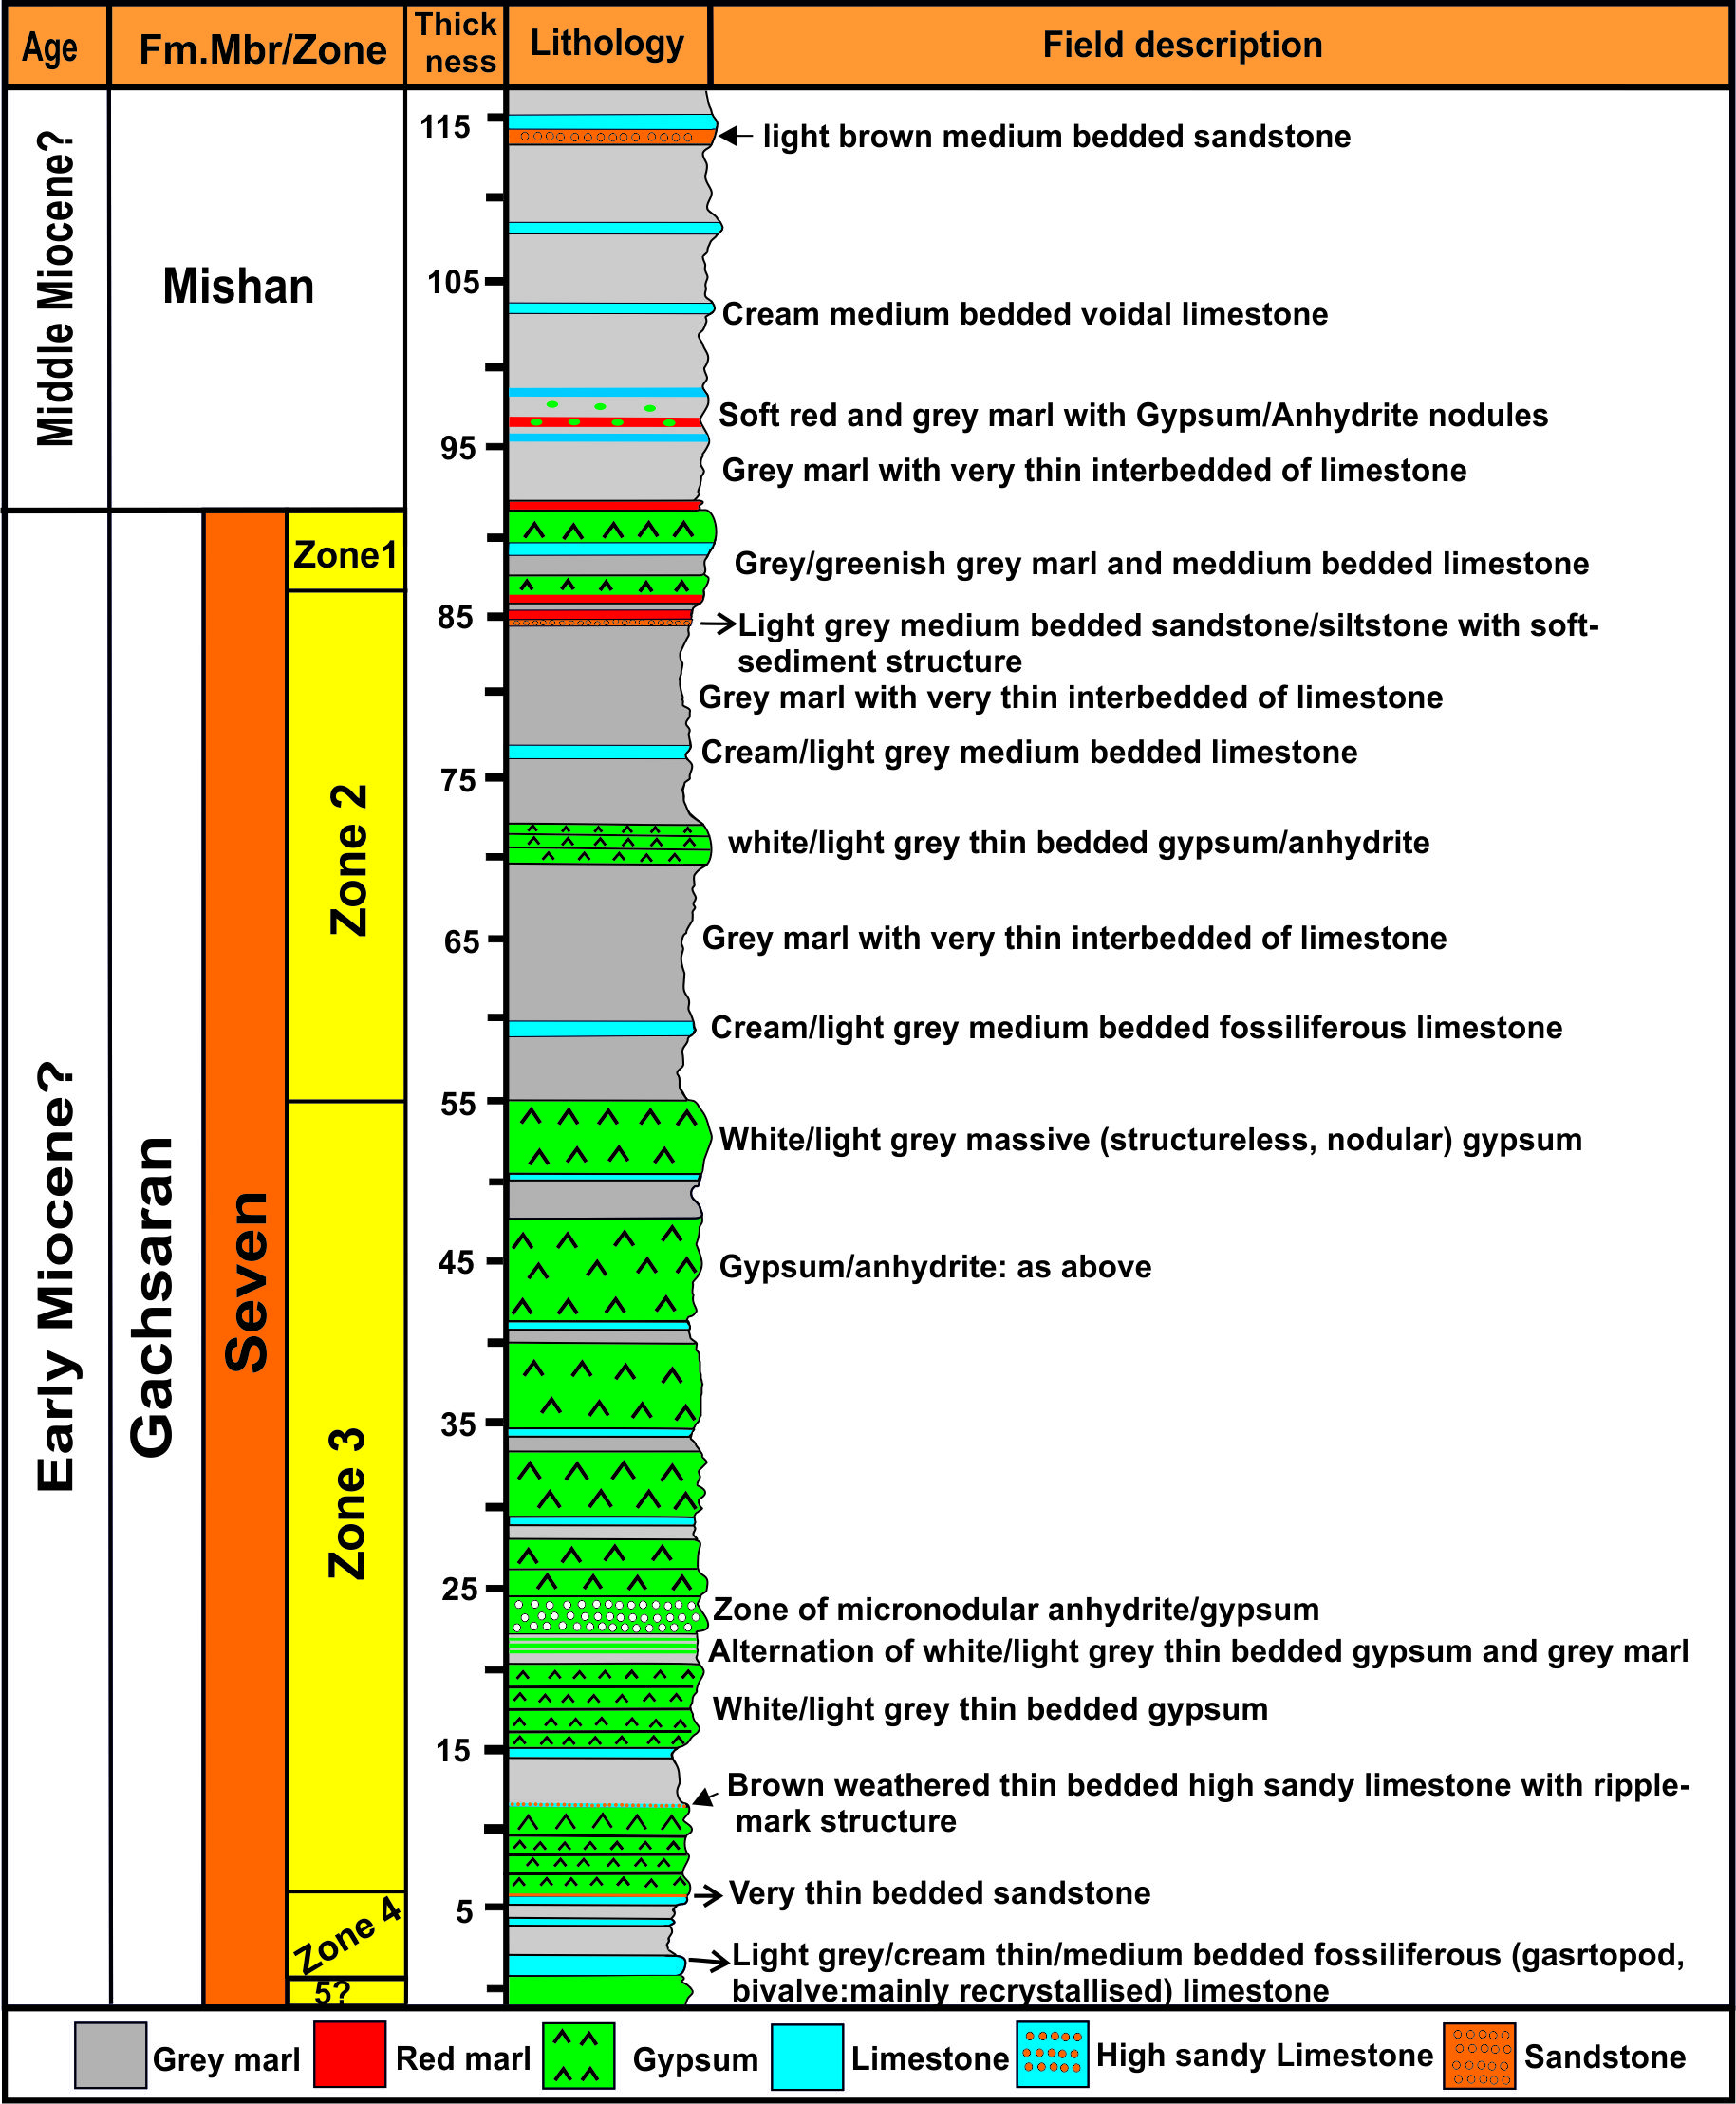 Age
Fm.Mbr/Zone
Thick
ness
Lithology
Field description
Middle Miocene?
Mishan
Early Miocene?
Gachsaran
Seven
Zone1
Zone 2
Zone 3
Zone 4
5?
115
105
95
85
75
65
55
45
35
25
15
5
light brown medium bedded sandstone
Cream medium bedded voidal limestone
Soft red and grey marl with Gypsum/Anhydrite nodules
Grey marl with very thin interbedded of limestone
Grey/greenish grey marl and meddium bedded limestone
Light grey medium bedded sandstone/siltstone with soft-
sediment structure
Grey marl with very thin interbedded of limestone
Cream/light grey medium bedded limestone
white/light grey thin bedded gypsum/anhydrite
Grey marl with very thin interbedded of limestone
Cream/light grey medium bedded fossiliferous limestone
White/light grey massive (structureless, nodular) gypsum
Gypsum/anhydrite: as above
Zone of micronodular anhydrite/gypsum
Alternation of white/light grey thin bedded gypsum and grey marl
White/light grey thin bedded gypsum
Brown weathered thin bedded high sandy limestone with ripple-
mark structure
Very thin bedded sandstone
Light grey/cream thin/medium bedded fossiliferous (gasrtopod,
bivalve:mainly recrystallised) limestone
Grey marl
Red marl
Gypsum
Limestone
High sandy Limestone
Sandstone